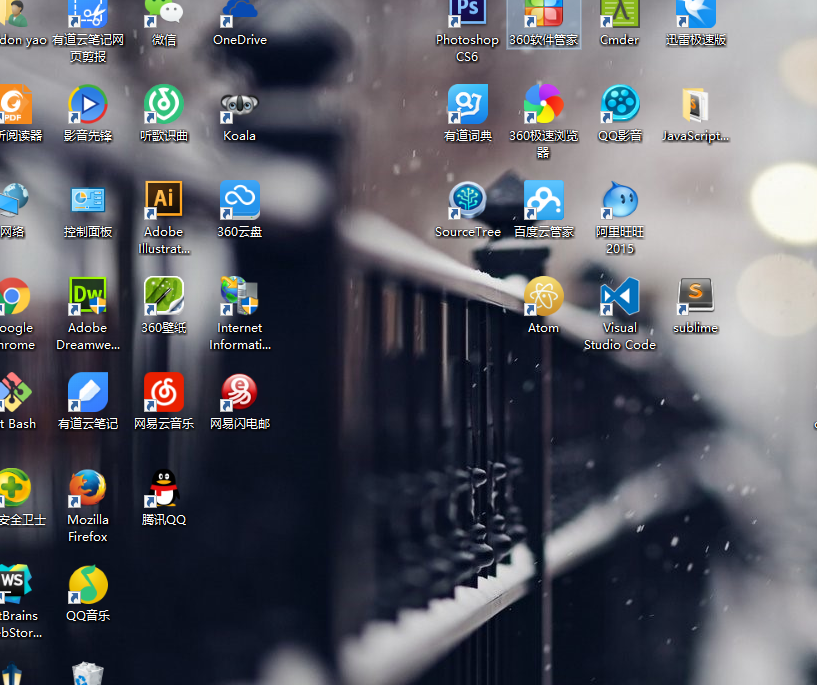 don yao
有道云笔记网
页剪报
微信
OneDrive
Ps
Photoshop
CS6
360软件管家
Cmder
迅雷极速版
PDF
听阅读器
影音先锋
听歌识曲
Koala
有道词典
360极速浏览
器
QQ影音
JavaScript...
网络
控制面板
Ai
Adobe
Illustrat...
360云盘
SourceTree
百度云管家
阿里旺旺
2015
oogle
hrome
Dw
Adobe
Dreamwe...
360壁纸
Internet
Informati...
Atom
Visual
Studio Code
S
sublime
t Bash
有道云笔记
网易云音乐
网易闪电邮
安全卫士
Mozilla
Firefox
腾讯QQ
WS
tBrains
bStor...
QQ音乐